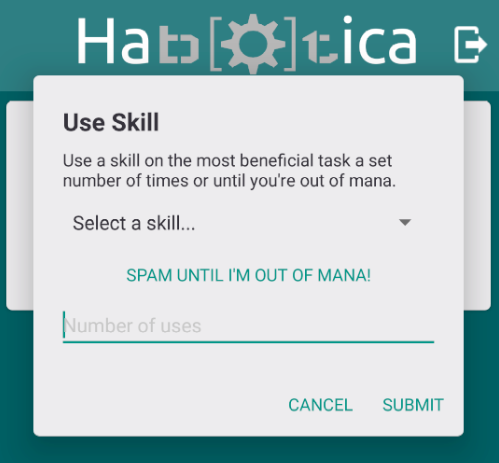 Hab[o]tica
Use Skill
Use a skill on the most beneficial task a set
number of times or until you're out of mana.
Select a skill...
SPAM UNTIL I'M OUT OF MANA!
Number of uses
CANCEL SUBMIT